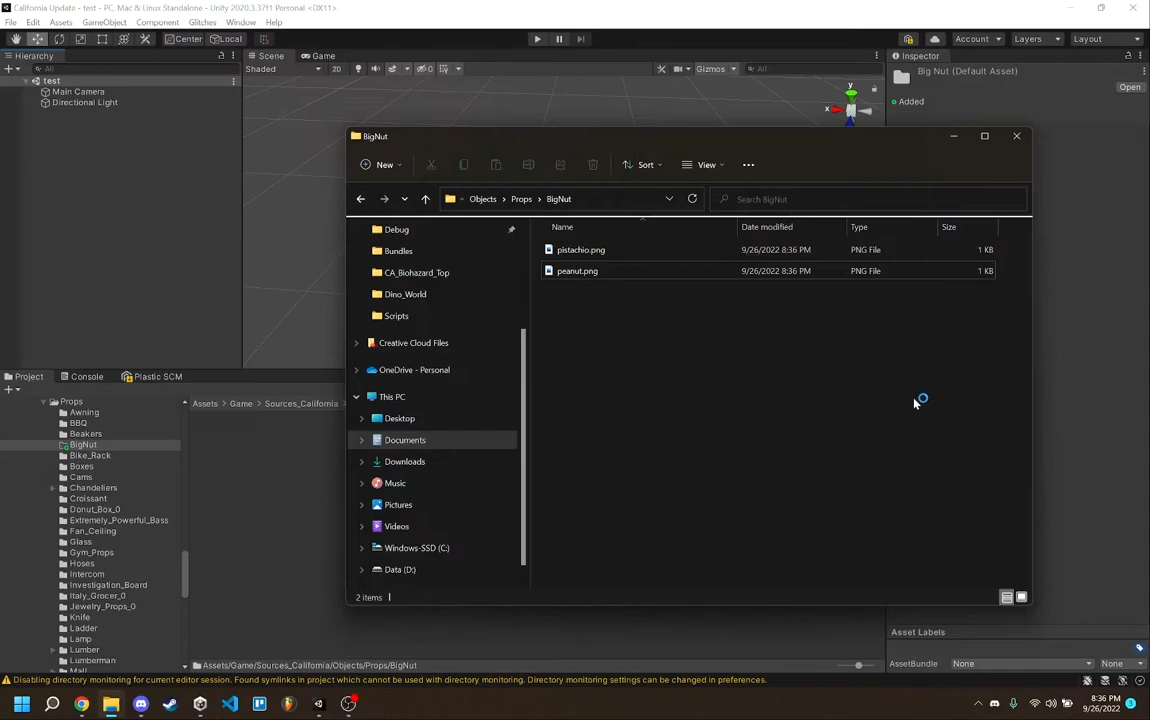 California Update - test - PC, Mac & Linux Standalone - Unity 2020.3.37f1 Personal <DX11>
File Edit Assets GameObject Component Glitches Window Help
Center Local Account Layers Layout
Hierarchy Scene Game Inspector
All Shaded 2D 0 Gizmos All
Big Nut (Default Asset)
Open
test
Main Camera
Directional Light
Added
y
x
BigNut
New Sort View
Objects Props BigNut Search BigNut
Name Date modified Type Size
Debug
Bundles
CA_Biohazard_Top
Dino_World
Scripts
Creative Cloud Files
OneDrive - Personal
This PC
Desktop
Documents
Downloads
Music
Pictures
Videos
Windows-SSD (C:)
Data (D:)
pistachio.png 9/26/2022 8:36 PM PNG File 1 KB
peanut.png 9/26/2022 8:36 PM PNG File 1 KB
2 items
Project Console Plastic SCM
Assets Game Sources_California
Props
Awning
BBQ
Beakers
BigNut
Bike_Rack
Boxes
Cams
Chandeliers
Croissant
Donut_Box_0
Extremely_Powerful_Bass
Fan_Ceiling
Glass
Gym_Props
Hoses
Intercom
Investigation_Board
Italy_Grocer_0
Jewelry_Props_0
Knife
Ladder
Lamp
Lumber
Lumberman
Mall
Assets/Game/Sources_California/Objects/Props/BigNut
Asset Labels
AssetBundle None None
Disabling directory monitoring for current editor session. Found symlinks in project which cannot be used with directory monitoring. Directory monitoring settings can be changed in preferences.
8:36 PM
9/26/2022
3